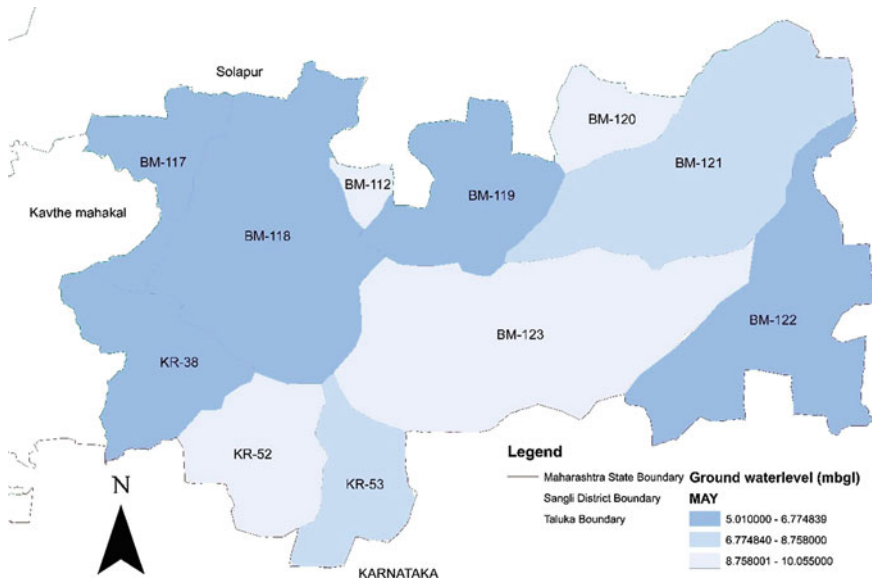 Solapur
BM-120
BM-117
BM-121
BM-112
BM-119
Kavthe mahakal
BM-118
BM-122
BM-123
KR-38
KR-52
KR-53
N
Legend
Maharashtra State Boundary
Sangli District Boundary
Taluka Boundary
Ground waterlevel (mbgl)
MAY
5.010000 - 6.774839
6.774840 - 8.758000
8.758001 - 10.055000
KARNATAKA